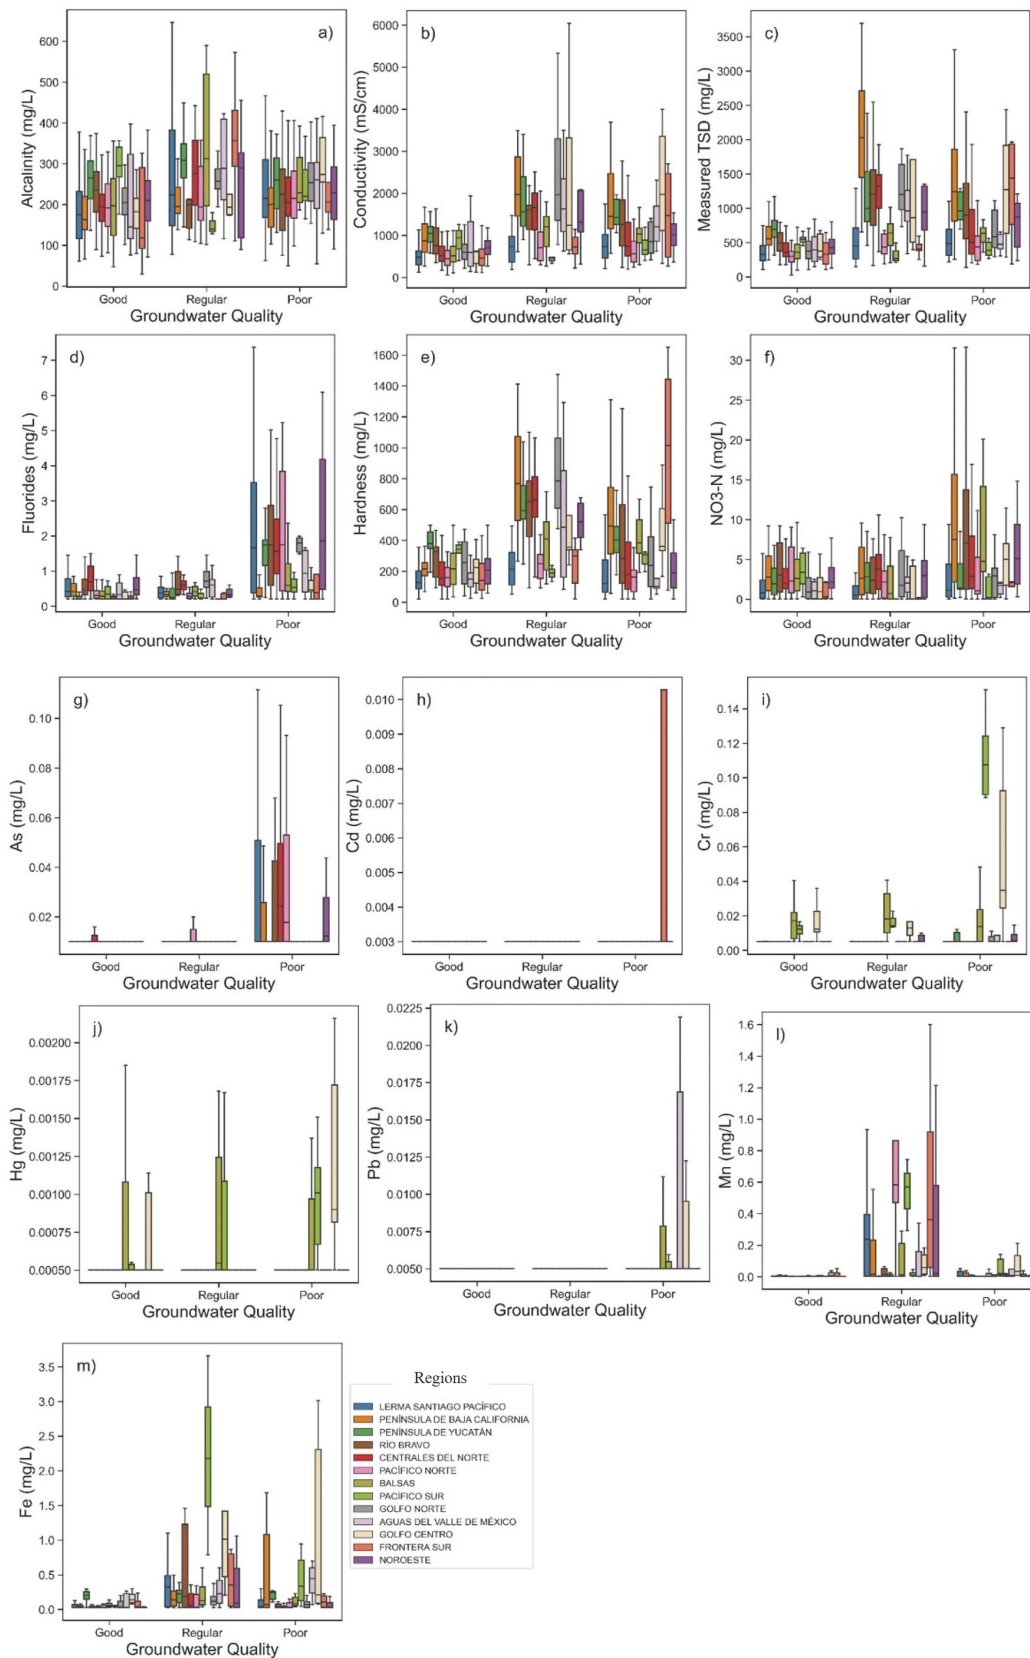 a)
Alcalinity (mg/L)
600
500
400
300
200
100
0
Good Regular Poor
Groundwater Quality
b)
Conductivity (mS/cm)
6000
5000
4000
3000
2000
1000
0
Good Regular Poor
Groundwater Quality
c)
Measured TSD (mg/L)
3500
3000
2500
2000
1500
1000
500
0
Good Regular Poor
Groundwater Quality
d)
Fluorides (mg/L)
7
6
5
4
3
2
1
0
Good Regular Poor
Groundwater Quality
e)
Hardness (mg/L)
1600
1400
1200
1000
800
600
400
200
0
Good Regular Poor
Groundwater Quality
f)
NO3-N (mg/L)
30
25
20
15
10
5
0
Good Regular Poor
Groundwater Quality
g)
As (mg/L)
0.10
0.08
0.06
0.04
0.02
Good Regular Poor
Groundwater Quality
h)
Cd (mg/L)
0.010
0.009
0.008
0.007
0.006
0.005
0.004
0.003
Good Regular Poor
Groundwater Quality
i)
Cr (mg/L)
0.14
0.12
0.10
0.08
0.06
0.04
0.02
0.00
Good Regular Poor
Groundwater Quality
j)
Hg (mg/L)
0.00200
0.00175
0.00150
0.00125
0.00100
0.00075
0.00050
Good Regular Poor
Groundwater Quality
k)
Pb (mg/L)
0.0225
0.0200
0.0175
0.0150
0.0125
0.0100
0.0075
0.0050
Good Regular Poor
Groundwater Quality
l)
Mn (mg/L)
1.6
1.4
1.2
1.0
0.8
0.6
0.4
0.2
0.0
Good Regular Poor
Groundwater Quality
m)
Fe (mg/L)
3.5
3.0
2.5
2.0
1.5
1.0
0.5
0.0
Good Regular Poor
Groundwater Quality
Regions
LERMA SANTIAGO PACÍFICO
PENÍNSULA DE BAJA CALIFORNIA
PENÍNSULA DE YUCATÁN
RÍO BRAVO
CENTRALES DEL NORTE
PACÍFICO NORTE
BALSAS
PACÍFICO SUR
GOLFO NORTE
AGUAS DEL VALLE DE MÉXICO
GOLFO CENTRO
FRONTERA SUR
NOROESTE